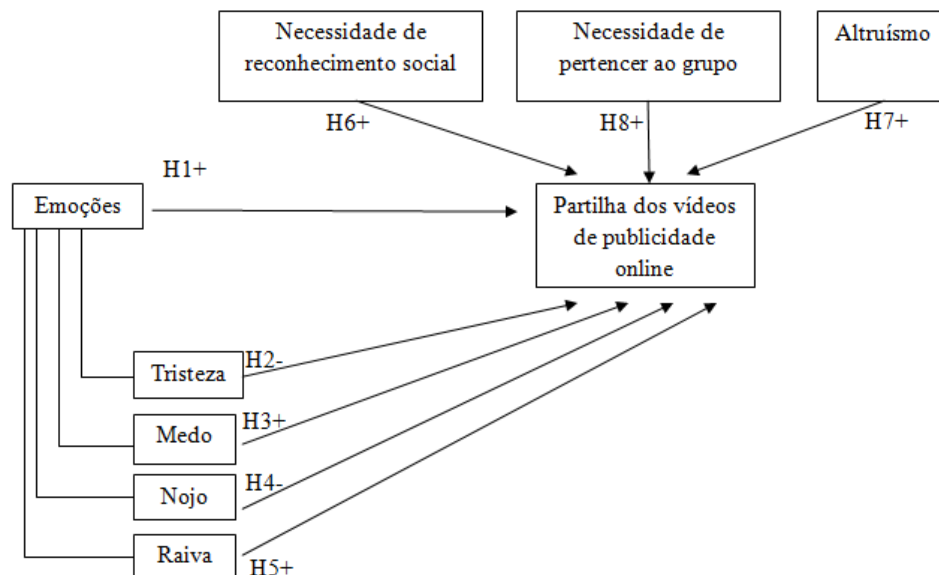 Necessidade de
reconhecimento social
Necessidade de
pertencer ao grupo
Altruísmo
H6+
H8+
H7+
H1+
Emoções
Partilha dos vídeos
de publicidade
online
H2-
Tristeza
H3+
Medo
H4-
Nojo
Raiva
H5+